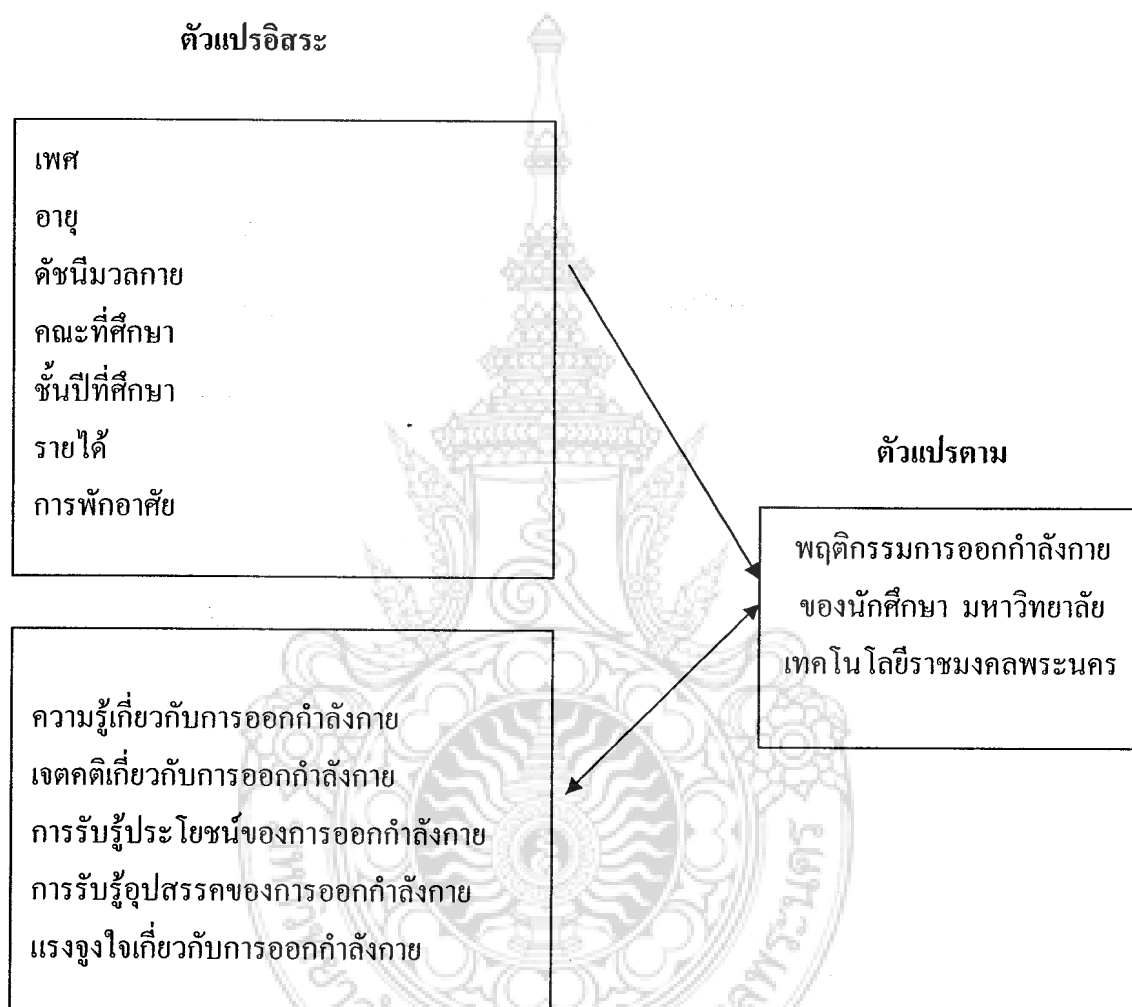 ตัวแปรอิสระ
เพศ
อายุ
ดัชนีมวลกาย
คณะที่ศึกษา
ชั้นปีที่ศึกษา
รายได้
การพักอาศัย
ตัวแปรตาม
พฤติกรรมการออกกำลังกาย
ของนักศึกษา มหาวิทยาลัย
เทคโนโลยีราชมงคลพระนคร
ความรู้เกี่ยวกับการออกกำลังกาย
เจตคติเกี่ยวกับการออกกำลังกาย
การรับรู้ประโยชน์ของการออกกำลังกาย
การรับรู้อุปสรรคของการออกกำลังกาย
แรงจูงใจเกี่ยวกับการออกกำลังกาย